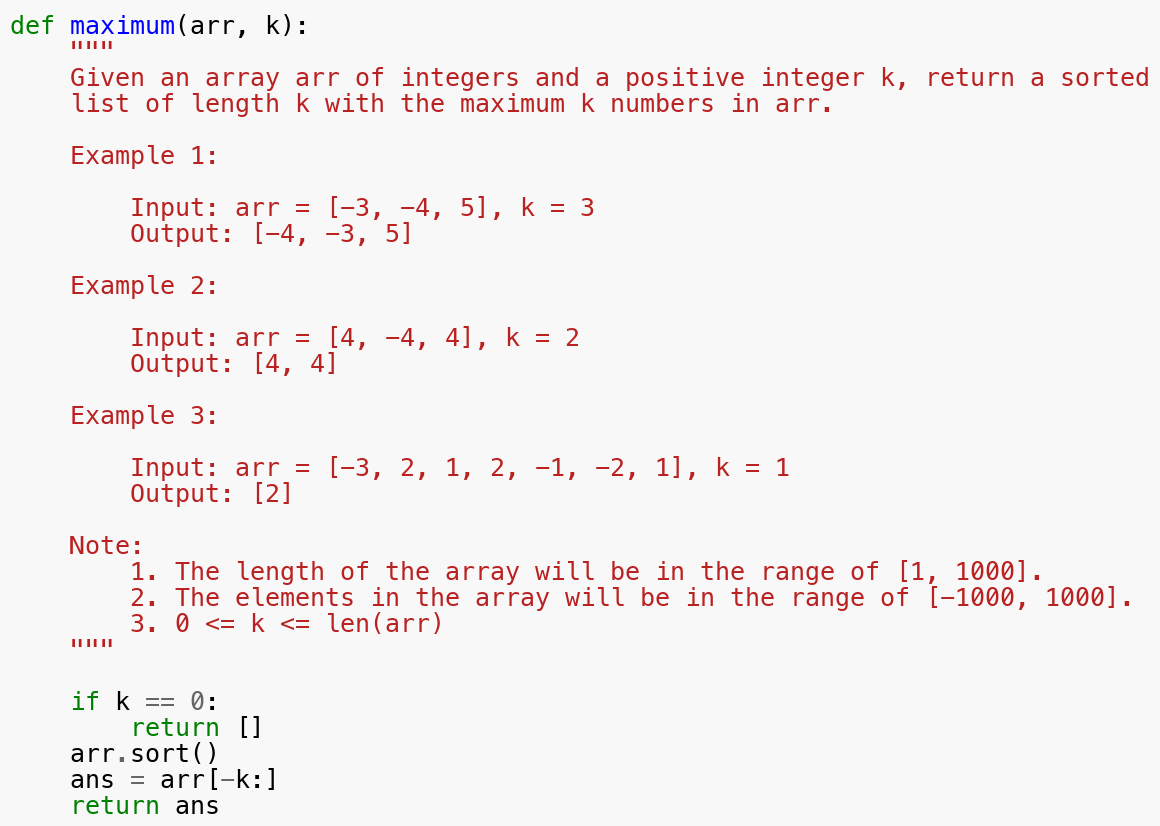 def maximum(arr, k):
    """
    Given an array arr of integers and a positive integer k, return a sorted
    list of length k with the maximum k numbers in arr.

    Example 1:

        Input: arr = [−3, −4, 5], k = 3
        Output: [−4, −3, 5]

    Example 2:

        Input: arr = [4, −4, 4], k = 2
        Output: [4, 4]

    Example 3:

        Input: arr = [−3, 2, 1, 2, −1, −2, 1], k = 1
        Output: [2]

    Note:
        1. The length of the array will be in the range of [1, 1000].
        2. The elements in the array will be in the range of [−1000, 1000].
        3. 0 <= k <= len(arr)
    """

    if k == 0:
        return []
    arr.sort()
    ans = arr[−k:]
    return ans